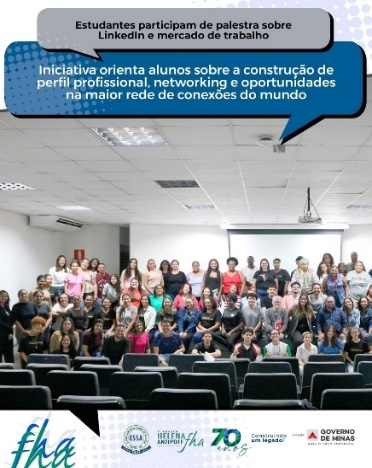 Estudantes participam de palestra sobre
LinkedIn e mercado de trabalho
Iniciativa orienta alunos sobre a construção de
perfil profissional, networking e oportunidades
na maior rede de conexões do mundo
fha
ESSA
HELENA
ANTIPOFF fha
70
anos
Construindo
um legado!
GOVERNO
DE MINAS